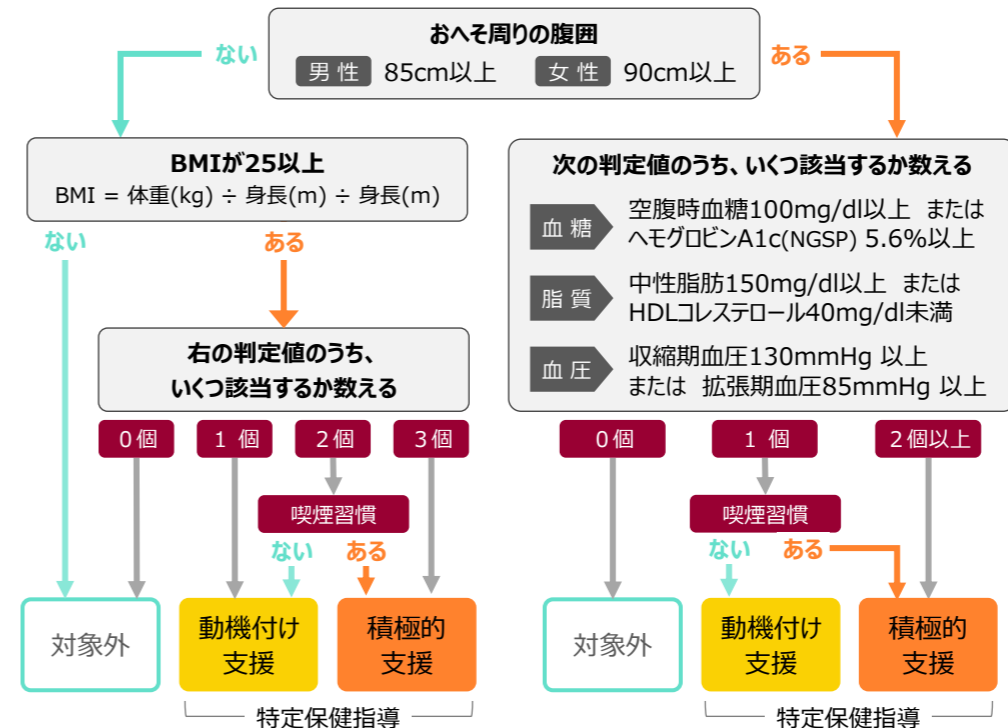 おへそ周りの腹囲
男性 85cm以上 女性 90cm以上
ない
ある
BMIが25以上
BMI = 体重(kg) ÷ 身長(m) ÷ 身長(m)
ない
ある
右の判定値のうち、
いくつ該当するか数える
次の判定値のうち、いくつ該当するか数える
血糖
空腹時血糖100mg/dl以上 または
ヘモグロビンA1c(NGSP) 5.6%以上
脂質
中性脂肪150mg/dl以上 または
HDLコレステロール40mg/dl未満
血圧
収縮期血圧130mmHg 以上
または 拡張期血圧85mmHg 以上
0個 1個 2個 3個
喫煙習慣
ない ある
対象外
動機付け
支援
積極的
支援
特定保健指導
0個 1個 2個以上
喫煙習慣
ない ある
対象外
動機付け
支援
積極的
支援
特定保健指導